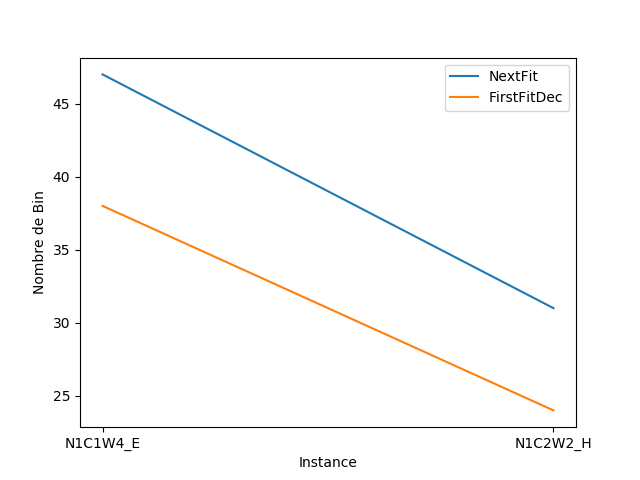 NextFit
FirstFitDec
45
40
35
30
25
Nombre de Bin
N1C1W4_E
N1C2W2_H
Instance